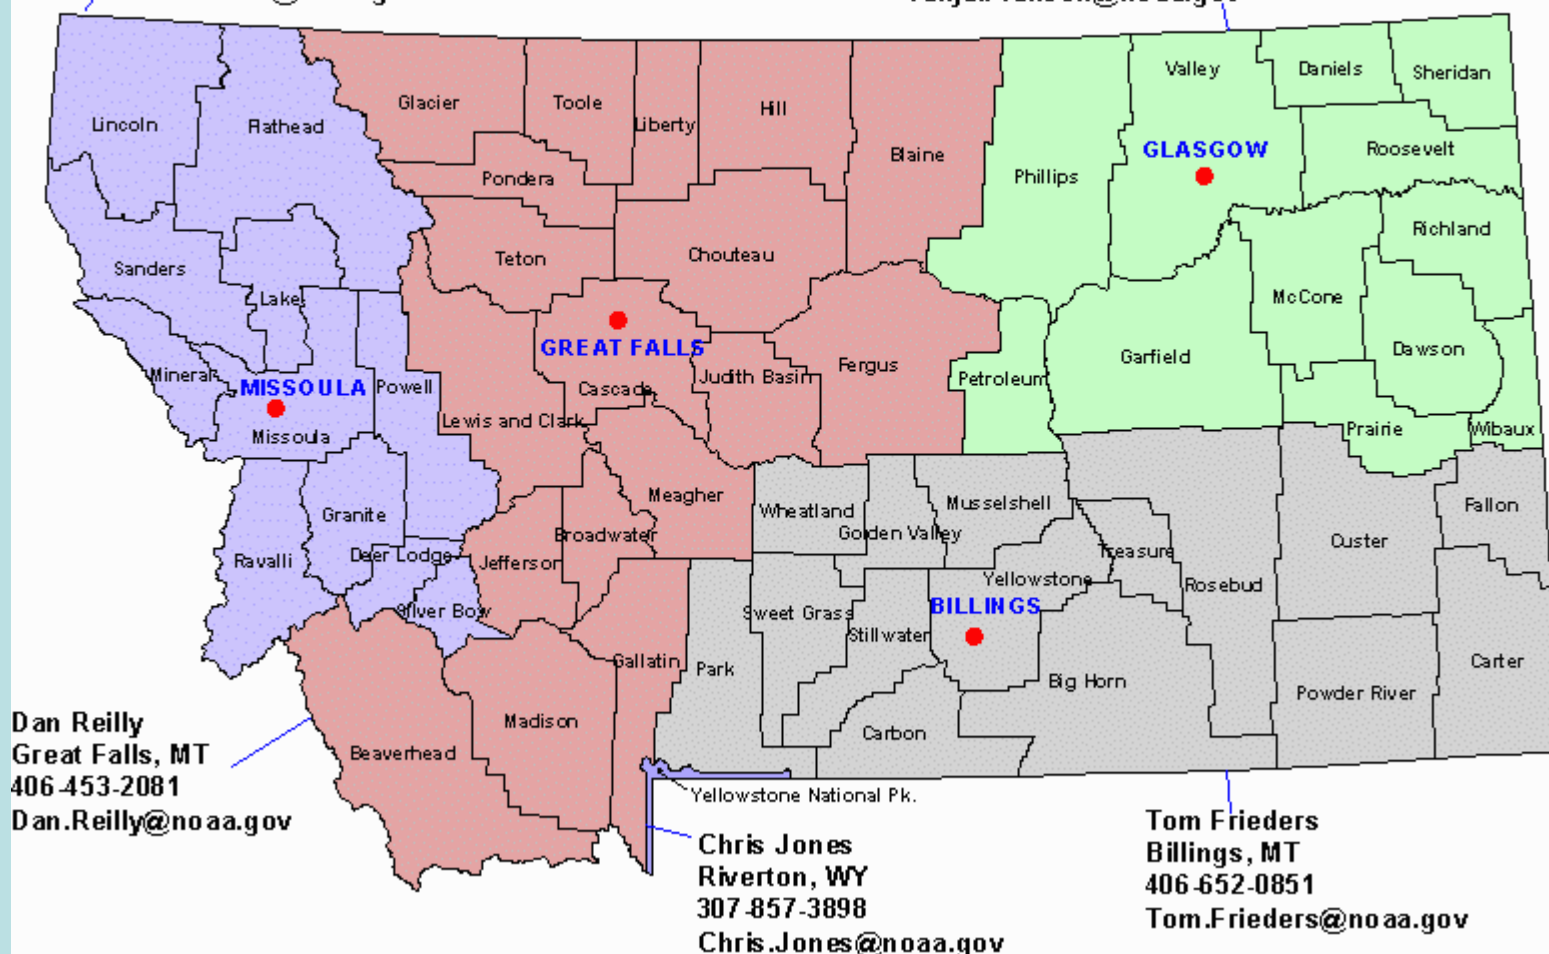 Valley
Daniels
Sheridan
Glacier
Toole
Liberty
Hill
Lincoln
Flathead
Blaine
GLASGOW
Roosevelt
Pondera
Phillips
Richland
Teton
Chouteau
Sanders
Lake
McCone
GREAT FALLS
Dawson
Garfield
Fergus
Mineral
MISSOULA
Powell
Cascade
Judith Basin
Petroleum
Lewis and Clark
Missoula
Prairie
Wibaux
Meagher
Wheatland
Musselshell
Fallon
Granite
Broadwater
Golden Valley
Custer
Ravalli
Deer Lodge
Jefferson
Treasure
Yellowstone
Rosebud
Silver Bow
Sweet Grass
BILLINGS
Stillwater
Gallatin
Park
Big Horn
Carter
Powder River
Madison
Carbon
Beaverhead
Dan Reilly
Great Falls, MT
406-453-2081
Dan.Reilly@noaa.gov
Yellowstone National Pk.
Chris Jones
Riverton, WY
307-857-3898
Chris.Jones@noaa.gov
Tom Frieders
Billings, MT
406-652-0851
Tom.Frieders@noaa.gov